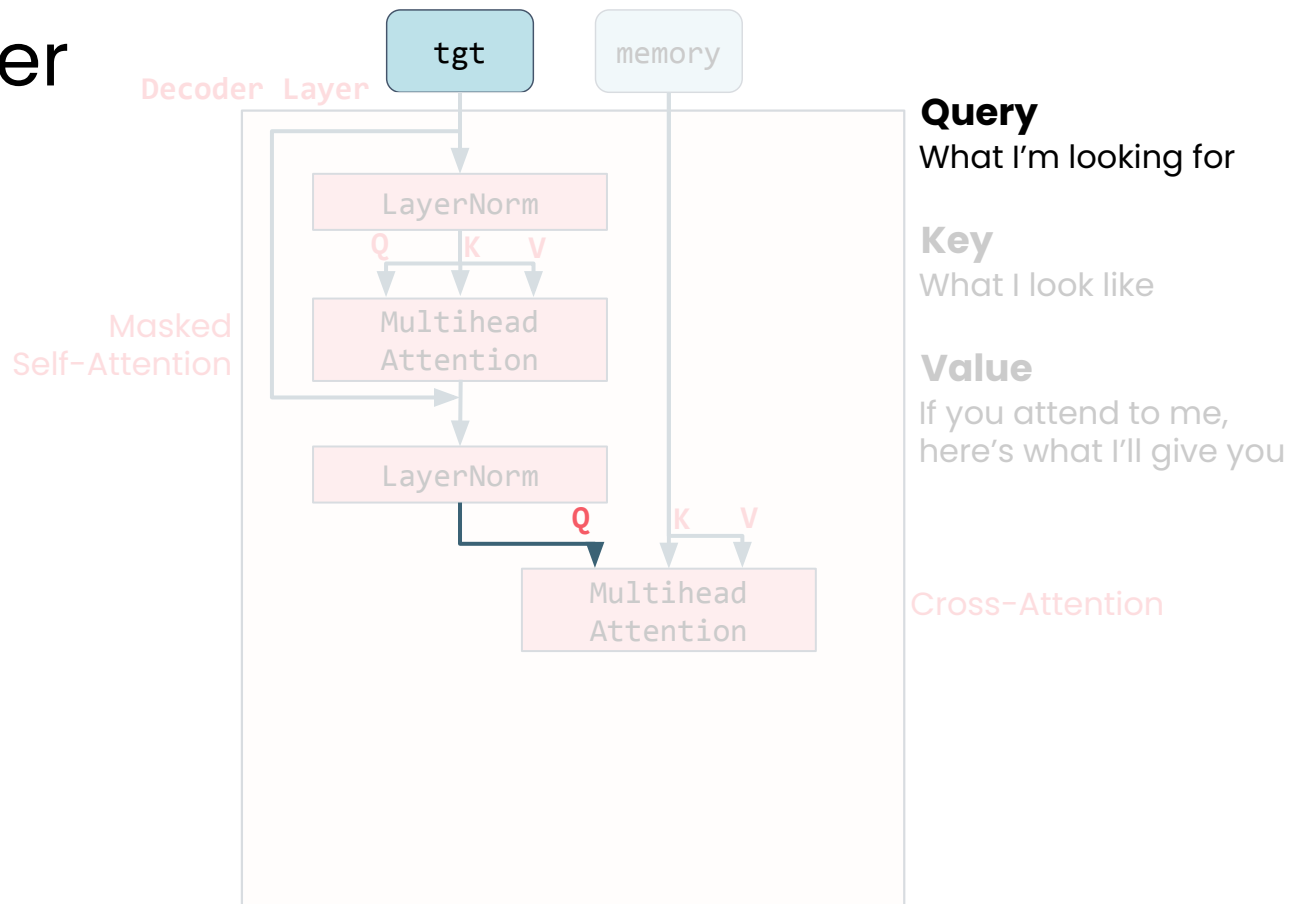 er
tgt
memory
Decoder Layer
Query
What I’m looking for
LayerNorm
Q K V
Key
What I look like
Masked
Self-Attention
Multihead
Attention
Value
If you attend to me,
here’s what I’ll give you
LayerNorm
Q K V
Multihead
Attention
Cross-Attention